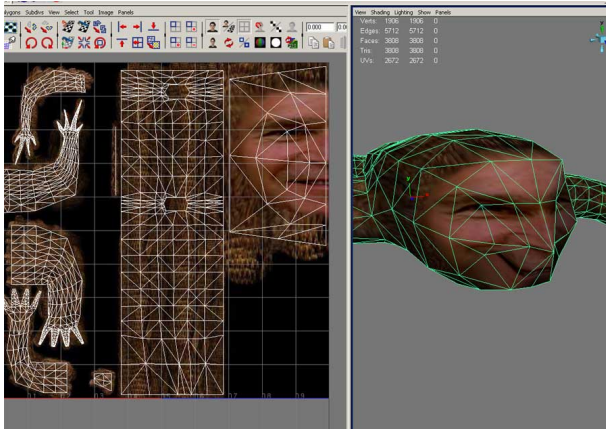 Polygons Subdivs View Select Tool Image Panels
View Shading Lighting Show Panels
0.000
Verts: 1906 1906 0
Edges: 5712 5712 0
Faces: 3808 3808 0
Tris: 3808 3808 0
UVs: 2672 2672 0